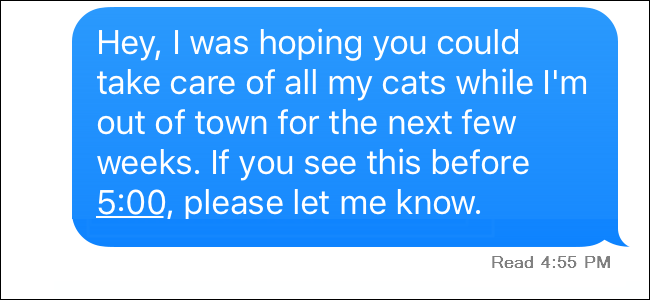 Hey, I was hoping you could
take care of all my cats while I'm
out of town for the next few
weeks. If you see this before
5:00, please let me know.
Read 4:55 PM